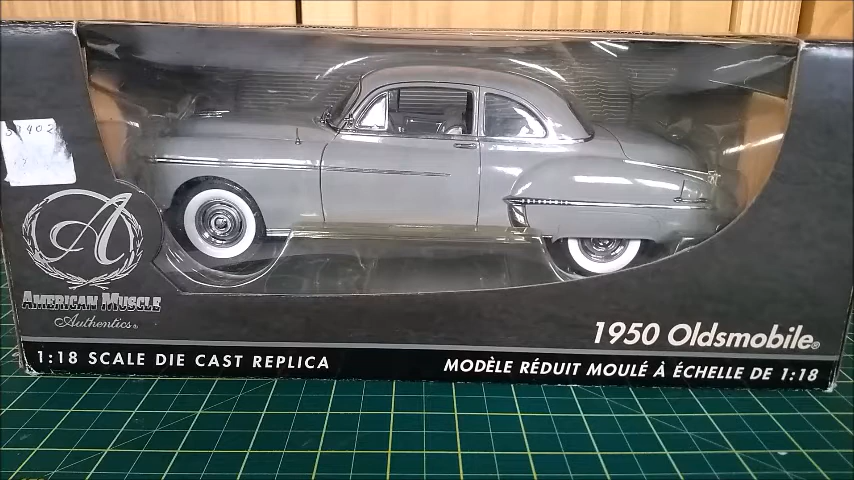 A
AMERICAN MUSCLE
Authentics®
1950 Oldsmobile®
1:18 SCALE DIE CAST REPLICA
MODÈLE RÉDUIT MOULÉ À ÉCHELLE DE 1:18